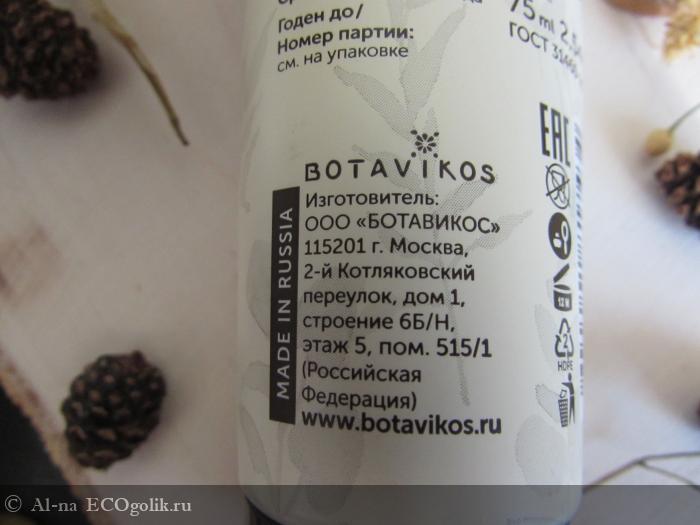 Годен до/
Номер партии:
см. на упаковке
75 ml
ГОСТ
EAC
BOTAVIKOS
MADE IN RUSSIA
Изготовитель:
ООО «БОТАВИКОС»
115201 г. Москва,
2-й Котляковский
переулок, дом 1,
строение 6Б/Н,
этаж 5, пом. 515/1
(Российская
Федерация)
www.botavikos.ru
12 M
2
HDPE
© Al-na ECOgolik.ru